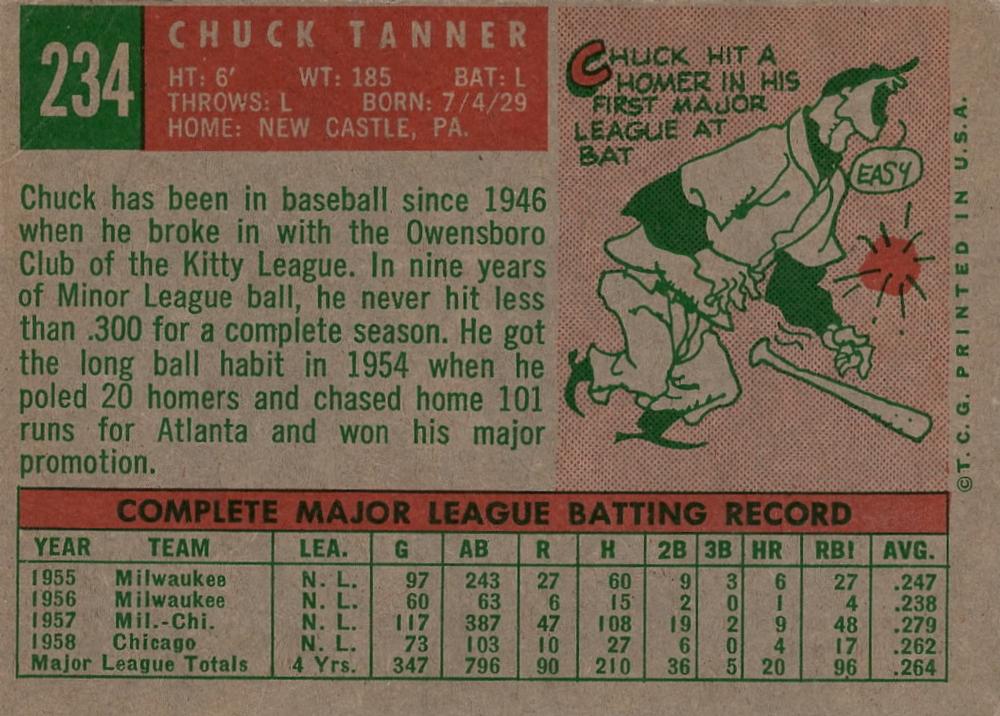 234
CHUCK TANNER
HT: 6' WT: 185 BAT: L
THROWS: L BORN: 7/4/29
HOME: NEW CASTLE, PA.
CHUCK HIT A
HOMER IN HIS
FIRST MAJOR
LEAGUE AT
BAT
EASY
Chuck has been in baseball since 1946
when he broke in with the Owensboro
Club of the Kitty League. In nine years
of Minor League ball, he never hit less
than .300 for a complete season. He got
the long ball habit in 1954 when he
poled 20 homers and chased home 101
runs for Atlanta and won his major
promotion.
©T. C. G. PRINTED IN U.S.A.
COMPLETE MAJOR LEAGUE BATTING RECORD
YEAR TEAM LEA. G AB R H 2B 3B HR RBI AVG.
1955 Milwaukee N. L. 97 243 27 60 9 3 6 27 .247
1956 Milwaukee N. L. 60 63 6 15 2 0 1 4 .238
1957 Mil.-Chi. N. L. 117 387 47 108 19 2 9 48 .279
1958 Chicago N. L. 73 103 10 27 6 0 4 17 .262
Major League Totals 4 Yrs. 347 796 90 210 36 5 20 96 .264